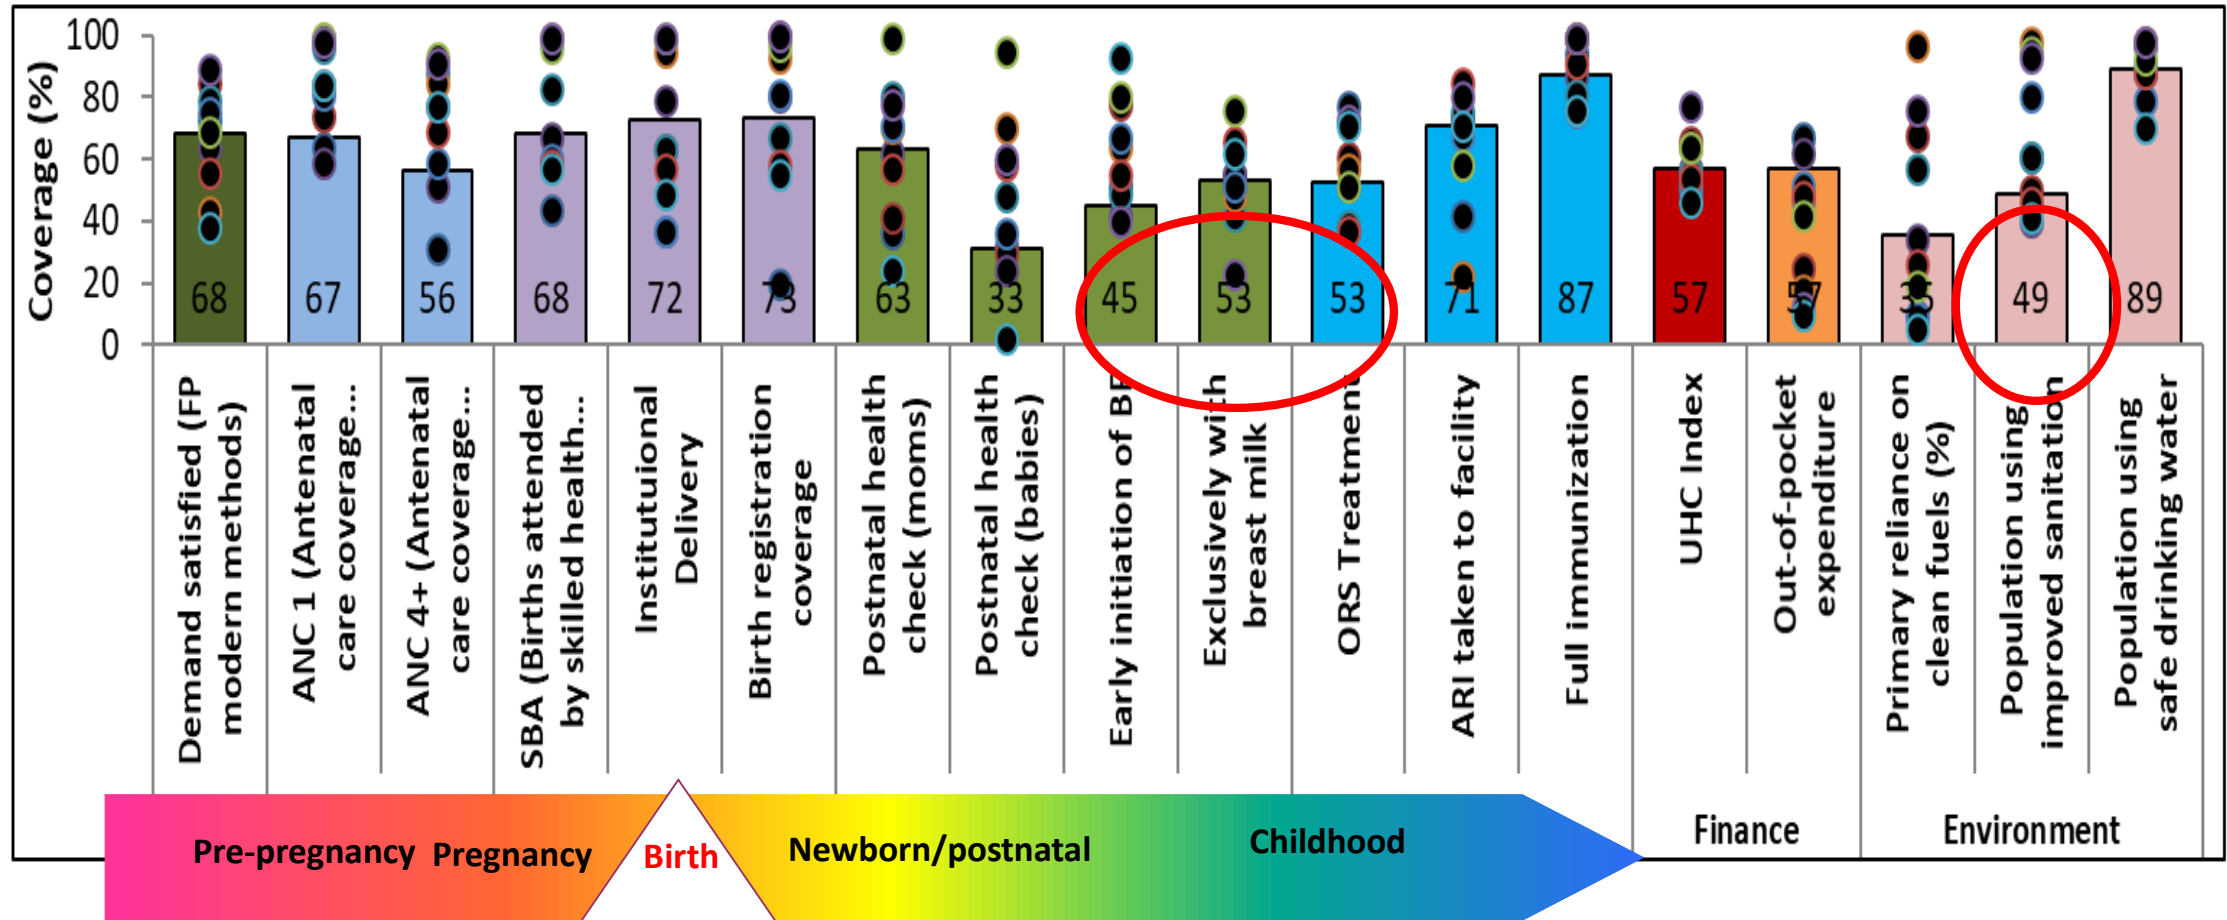 Coverage (%)
100
80
60
40
20
0
68
67
56
68
72
73
63
33
45
53
53
71
87
57
57
35
49
89
Demand satisfied (FP
modern methods)
ANC 1 (Antenatal
care coverage...
ANC 4+ (Antenatal
care coverage...
SBA (Births attended
by skilled health...
Institutuional
Delivery
Birth registration
coverage
Postnatal health
check (moms)
Postnatal health
check (babies)
Early initiation of BF
Exclusively with
breast milk
ORS Treatment
ARI taken to facility
Full immunization
UHC Index
Out-of-pocket
expenditure
Primary reliance on
clean fuels (%)
Population using
improved sanitation
Population using
safe drinking water
Pre-pregnancy
Pregnancy
Birth
Newborn/postnatal
Childhood
Finance
Environment